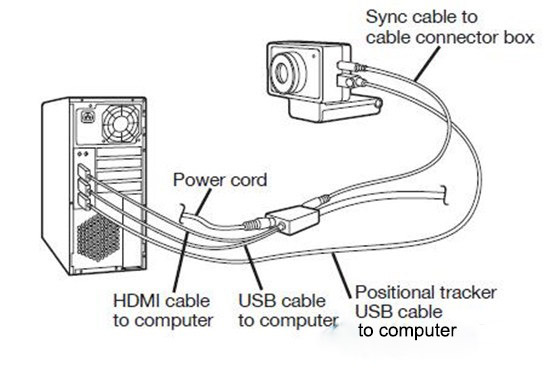 Sync cable to
cable connector box
Power cord
HDMI cable
to computer
USB cable
to computer
Positional tracker
USB cable
to computer